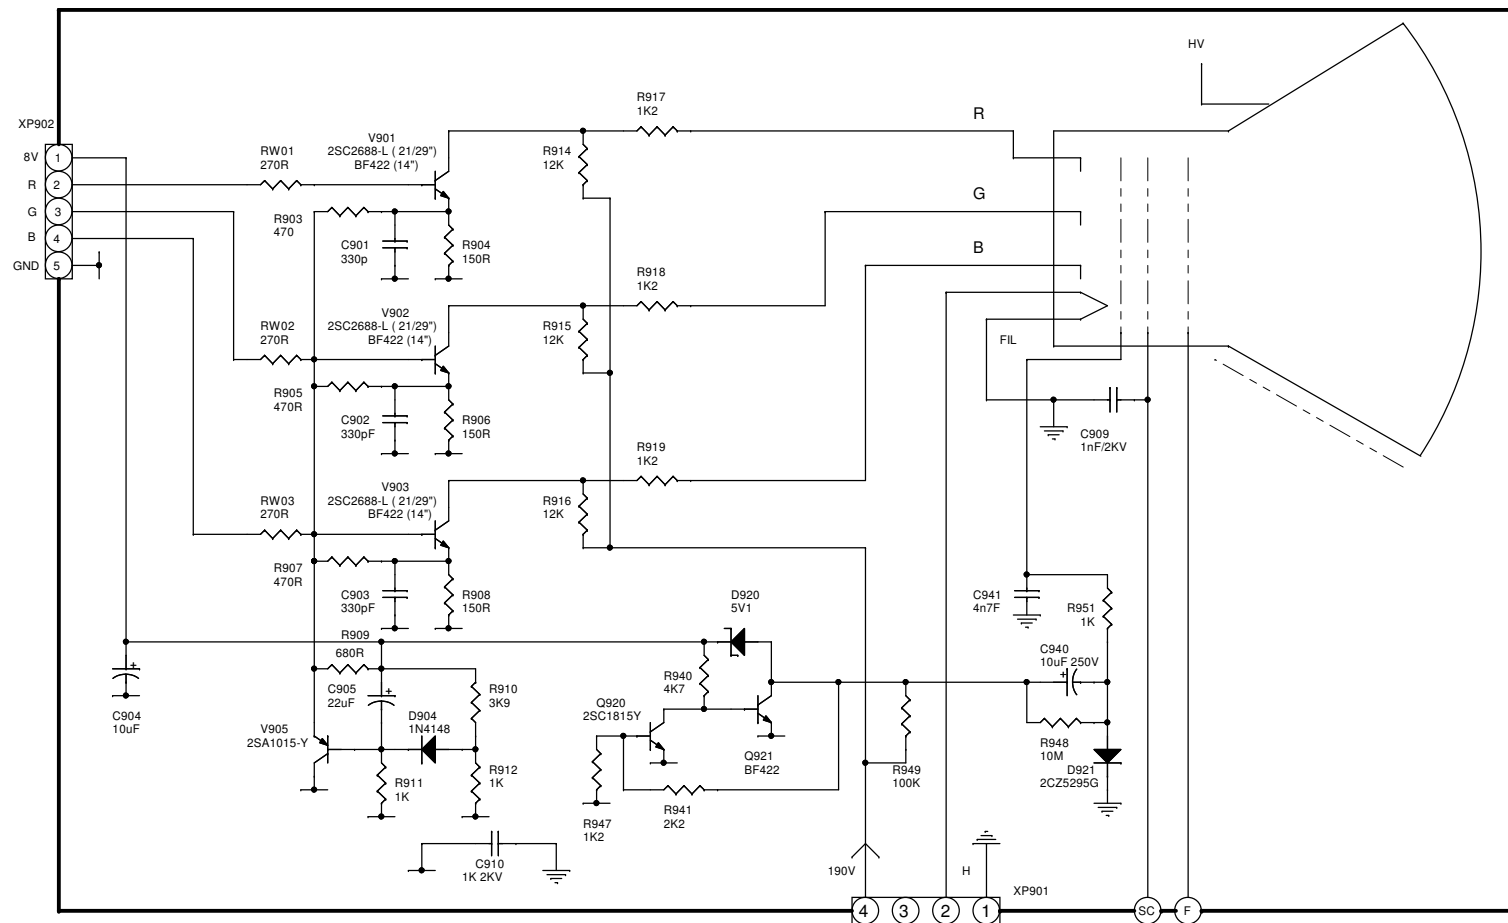 HV
R917
1K2
R
XP902
V901
2SC2688-L ( 21/29")
BF422 (14")
RW01
270R
R914
12K
8V
1
R
2
G
3
B
4
GND
5
G
R903
470
C901
330p
R904
150R
B
R918
1K2
V902
2SC2688-L ( 21/29")
BF422 (14")
RW02
270R
R915
12K
FIL
R905
470R
C902
330pF
R906
150R
C909
1nF/2KV
R919
1K2
V903
2SC2688-L ( 21/29")
BF422 (14")
RW03
270R
R916
12K
R907
470R
C903
330pF
R908
150R
D920
5V1
C941
4n7F
R951
1K
R909
680R
C940
10uF 250V
+
R940
4K7
C905
22uF
+
R910
3K9
+
C904
10uF
Q920
2SC1815Y
D904
1N4148
V905
2SA1015-Y
R948
10M
Q921
BF422
R949
100K
D921
2CZ5295G
R911
1K
R912
1K
R941
2K2
R947
1K2
C910
1K 2KV
190V
H
XP901
4
3
2
1
SC
F